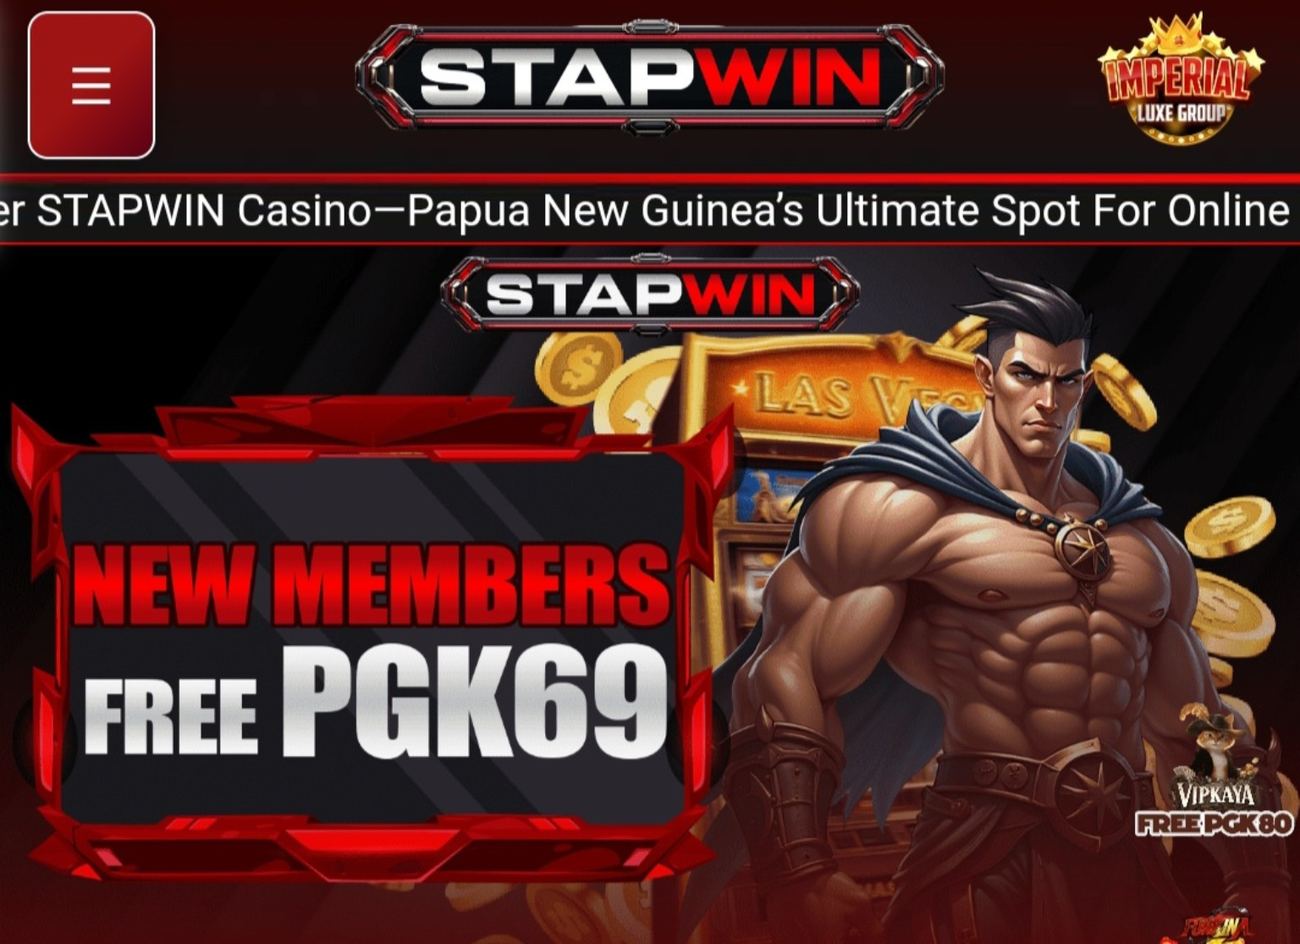 STAPWIN
IMPERIAL
LUXE GROUP
er STAPWIN Casino—Papua New Guinea’s Ultimate Spot For Online
STAPWIN
LAS VEG
NEW MEMBERS
FREE PGK69
VIPKAYA
FREE PGK80